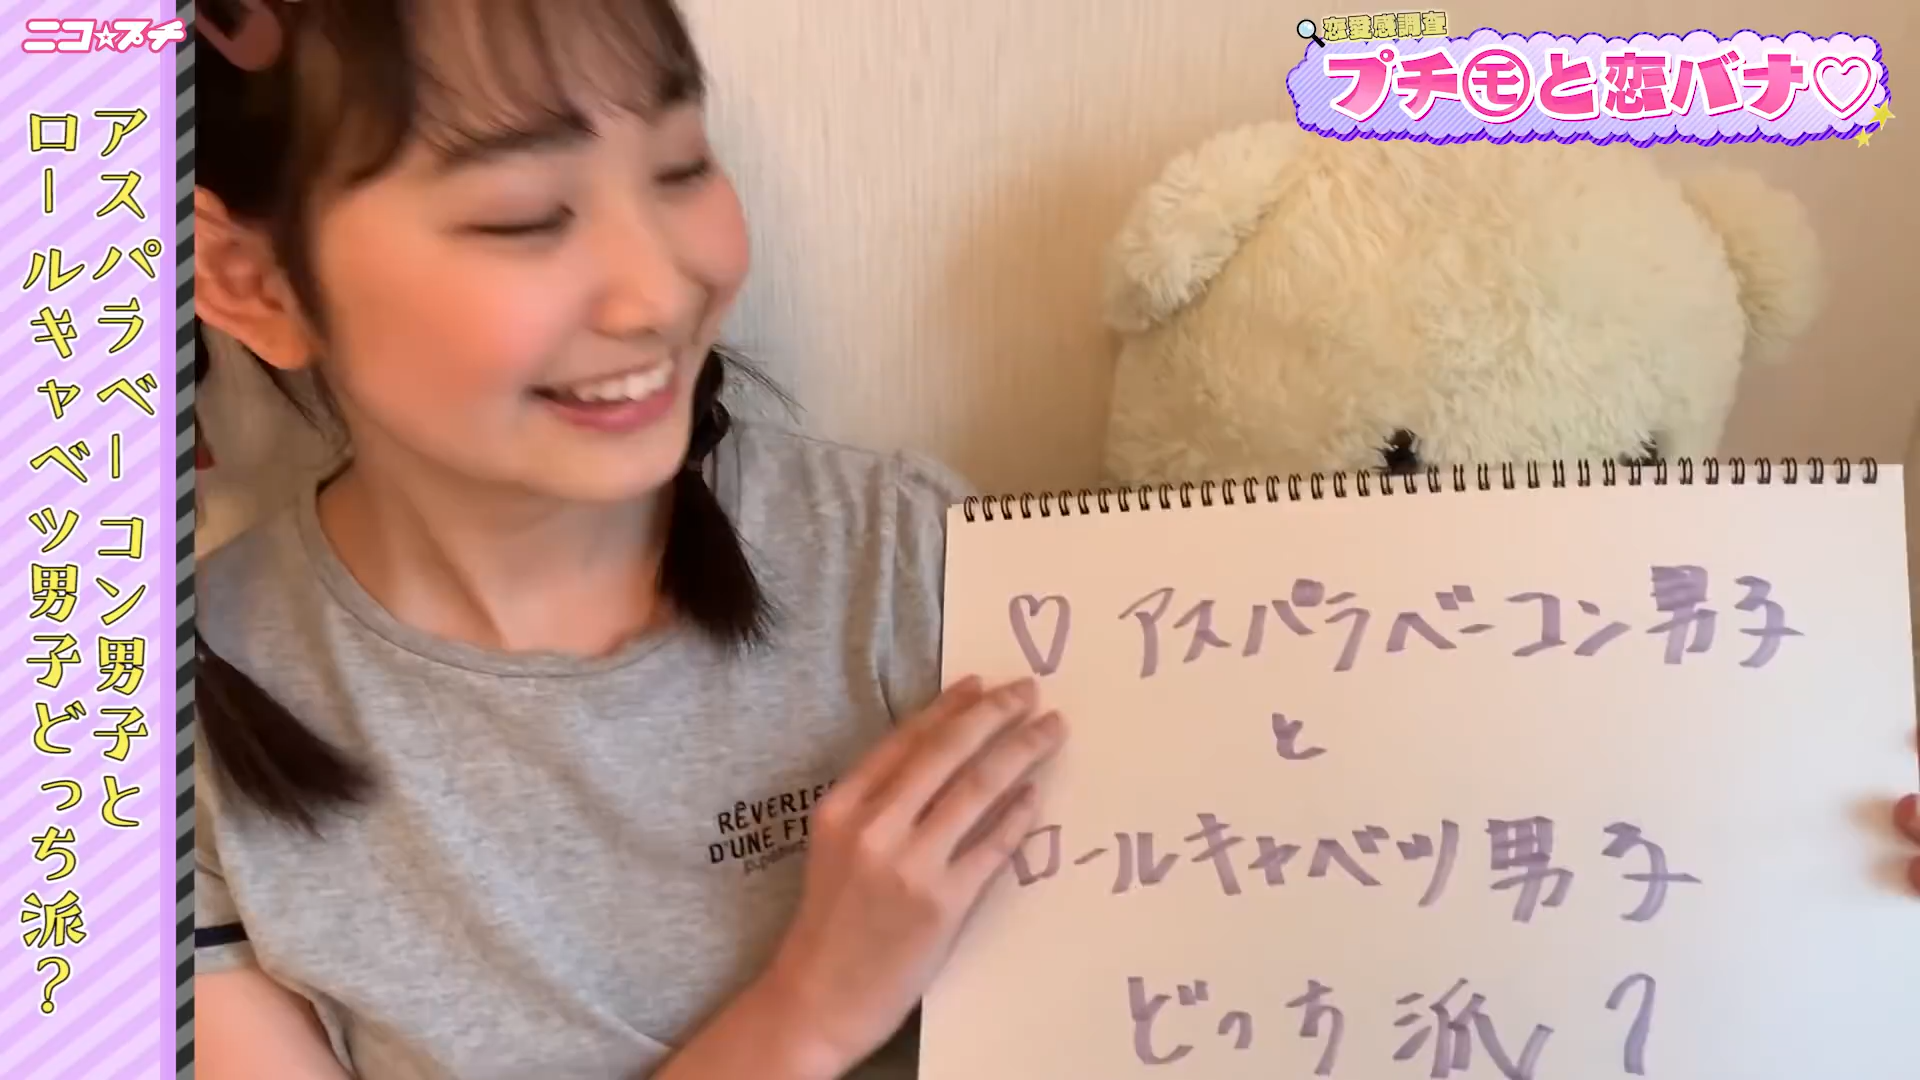 ニコ☆プチ
恋愛感調査
プチモと恋バナ♡
アスパラベーコン男子と
ロールキャベツ男子どっち派？
♡ アスパラベーコン男子
と
ロールキャベツ男子
どっち派？
RÊVERIES
D'UNE FI